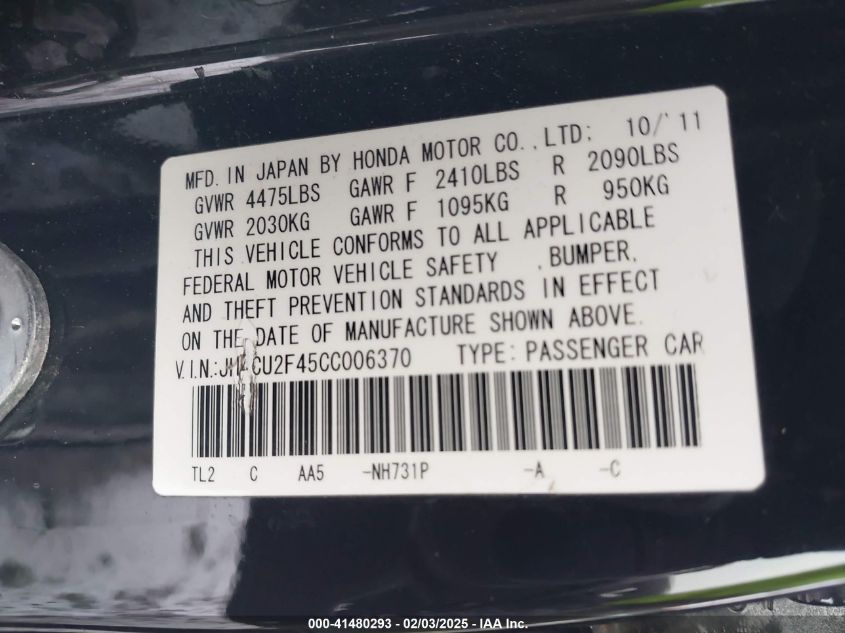 MFD. IN JAPAN BY HONDA MOTOR CO.,LTD; 10/'11
GVWR 4475LBS GAWR F 2410LBS R 2090LBS
GVWR 2030KG GAWR F 1095KG R 950KG
THIS VEHICLE CONFORMS TO ALL APPLICABLE
FEDERAL MOTOR VEHICLE SAFETY , BUMPER,
AND THEFT PREVENTION STANDARDS IN EFFECT
ON THE DATE OF MANUFACTURE SHOWN ABOVE.
V.I.N.: TYPE: PASSENGER CAR
TL2 C AA5 -NH731P -A -C
000-41480293 - 02/03/2025 - IAA Inc.